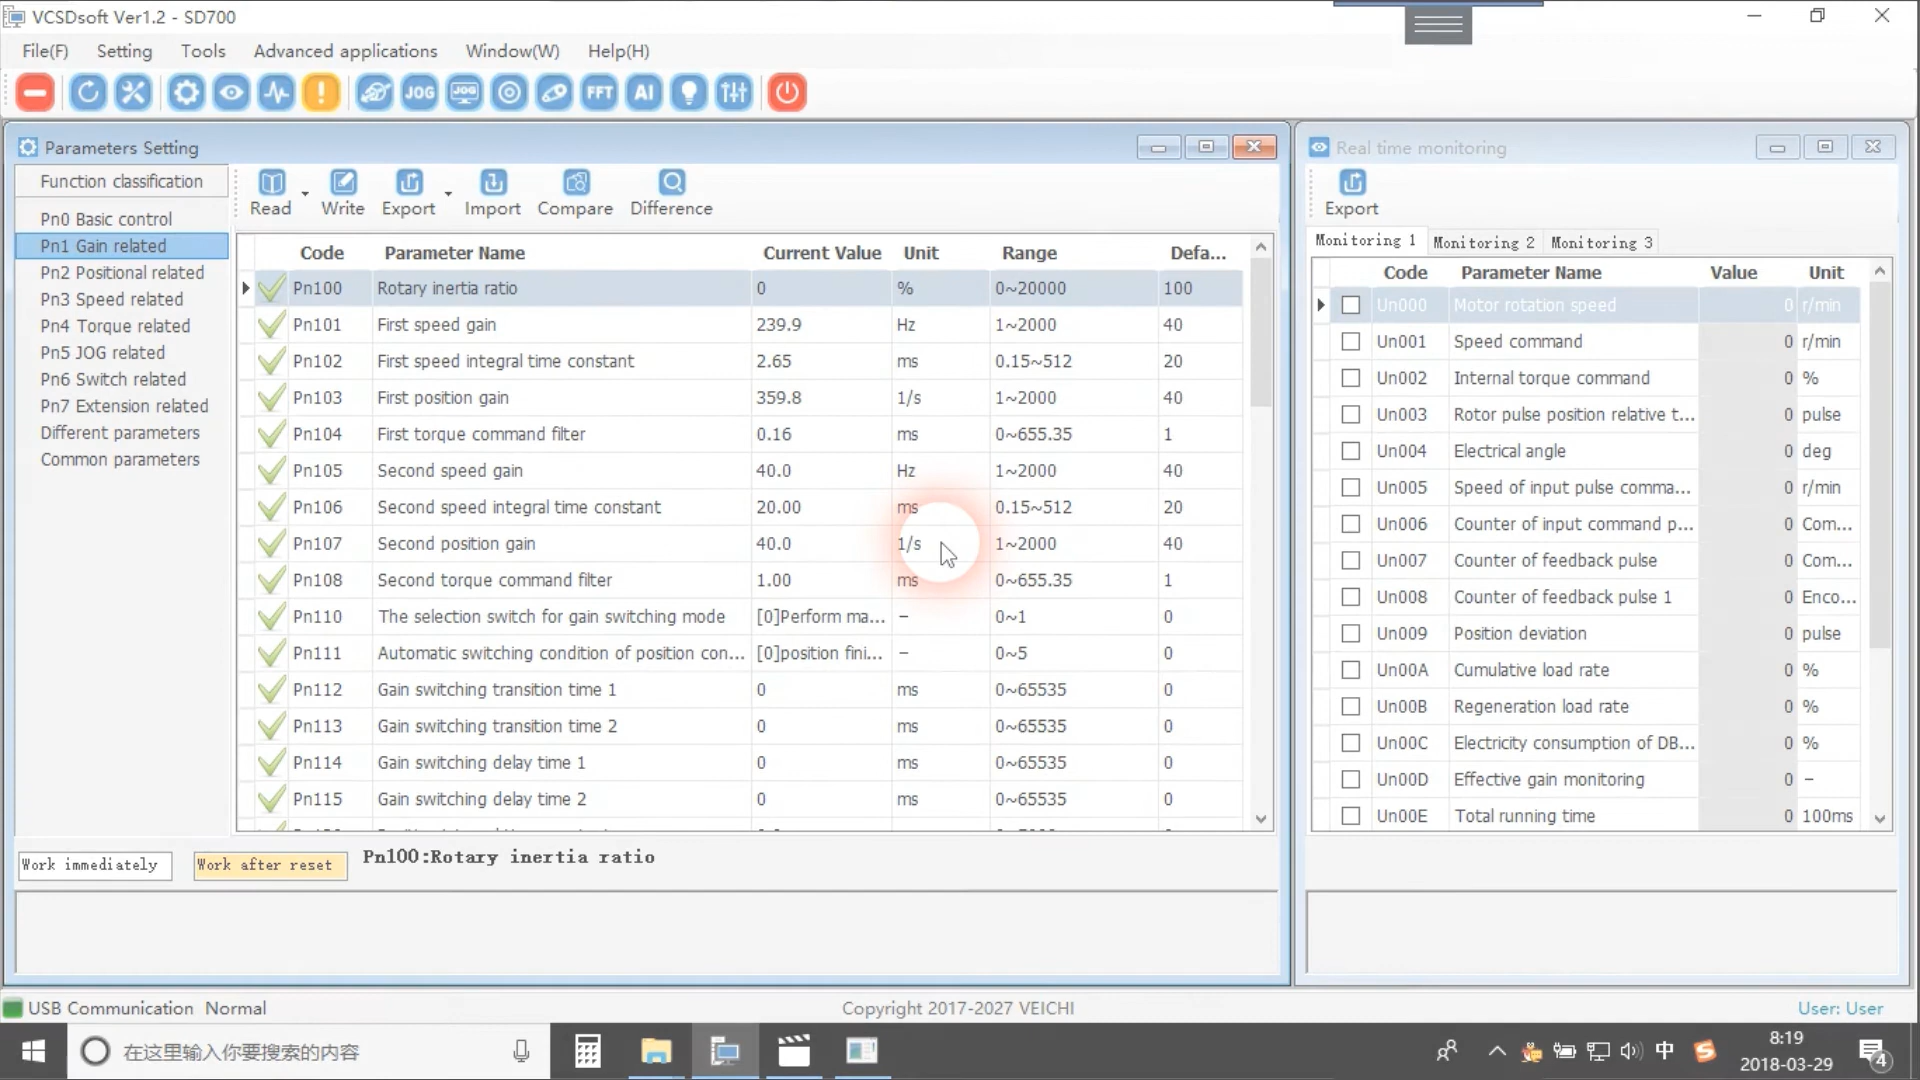 VCSDsoft Ver1.2 - SD700
File(F) Setting Tools Advanced applications Window(W) Help(H)
JOG JOG FFT AI
Parameters Setting
Function classification
Pn0 Basic control
Pn1 Gain related
Pn2 Positional related
Pn3 Speed related
Pn4 Torque related
Pn5 JOG related
Pn6 Switch related
Pn7 Extension related
Different parameters
Common parameters
Read Write Export Import Compare Difference
Code Parameter Name Current Value Unit Range Defa...
Pn100 Rotary inertia ratio 0 % 0~20000 100
Pn101 First speed gain 239.9 Hz 1~2000 40
Pn102 First speed integral time constant 2.65 ms 0.15~512 20
Pn103 First position gain 359.8 1/s 1~2000 40
Pn104 First torque command filter 0.16 ms 0~655.35 1
Pn105 Second speed gain 40.0 Hz 1~2000 40
Pn106 Second speed integral time constant 20.00 ms 0.15~512 20
Pn107 Second position gain 40.0 1/s 1~2000 40
Pn108 Second torque command filter 1.00 ms 0~655.35 1
Pn110 The selection switch for gain switching mode [0]Perform ma... - 0~1 0
Pn111 Automatic switching condition of position con... [0]position fini... - 0~5 0
Pn112 Gain switching transition time 1 0 ms 0~65535 0
Pn113 Gain switching transition time 2 0 ms 0~65535 0
Pn114 Gain switching delay time 1 0 ms 0~65535 0
Pn115 Gain switching delay time 2 0 ms 0~65535 0
Work immediately Work after reset Pn100:Rotary inertia ratio
Real time monitoring
Export
Monitoring 1 Monitoring 2 Monitoring 3
Code Parameter Name Value Unit
Un000 Motor rotation speed 0 r/min
Un001 Speed command 0 r/min
Un002 Internal torque command 0 %
Un003 Rotor pulse position relative t... 0 pulse
Un004 Electrical angle 0 deg
Un005 Speed of input pulse comma... 0 r/min
Un006 Counter of input command p... 0 Com...
Un007 Counter of feedback pulse 0 Com...
Un008 Counter of feedback pulse 1 0 Enco...
Un009 Position deviation 0 pulse
Un00A Cumulative load rate 0 %
Un00B Regeneration load rate 0 %
Un00C Electricity consumption of DB... 0 %
Un00D Effective gain monitoring 0 -
Un00E Total running time 0 100ms
USB Communication Normal Copyright 2017-2027 VEICHI User: User
在这里输入你要搜索的内容
中
8:19
2018-03-29
4